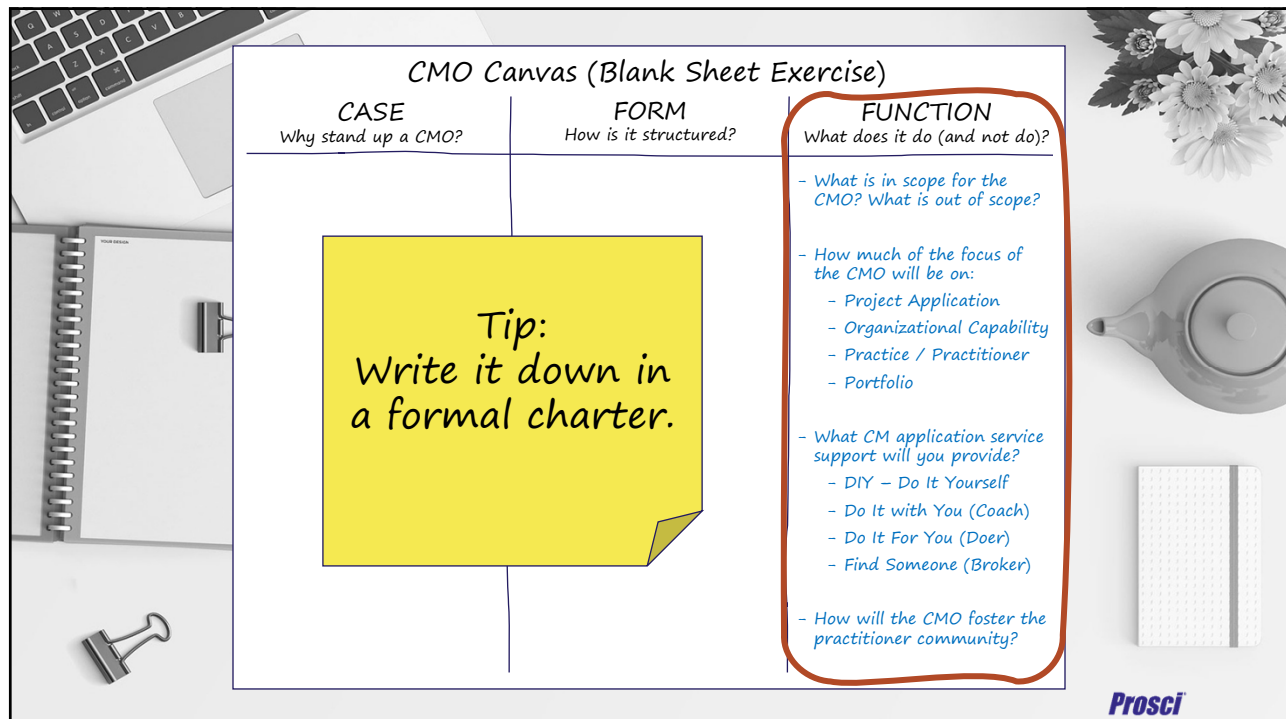 CMO Canvas (Blank Sheet Exercise)
CASE
Why stand up a CMO?
FORM
How is it structured?
FUNCTION
What does it do (and not do)?
Tip:
Write it down in
a formal charter.
- What is in scope for the
CMO? What is out of scope?
- How much of the focus of
the CMO will be on:
- Project Application
- Organizational Capability
- Practice / Practitioner
- Portfolio
- What CM application service
support will you provide?
- DIY – Do It Yourself
- Do It with You (Coach)
- Do It For You (Doer)
- Find Someone (Broker)
- How will the CMO foster the
practitioner community?
YOUR DESIGN
Prosci